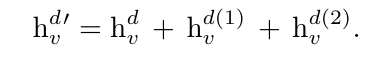 h_v^d′ = h_v^d + h_v^{d(1)} + h_v^{d(2)}.